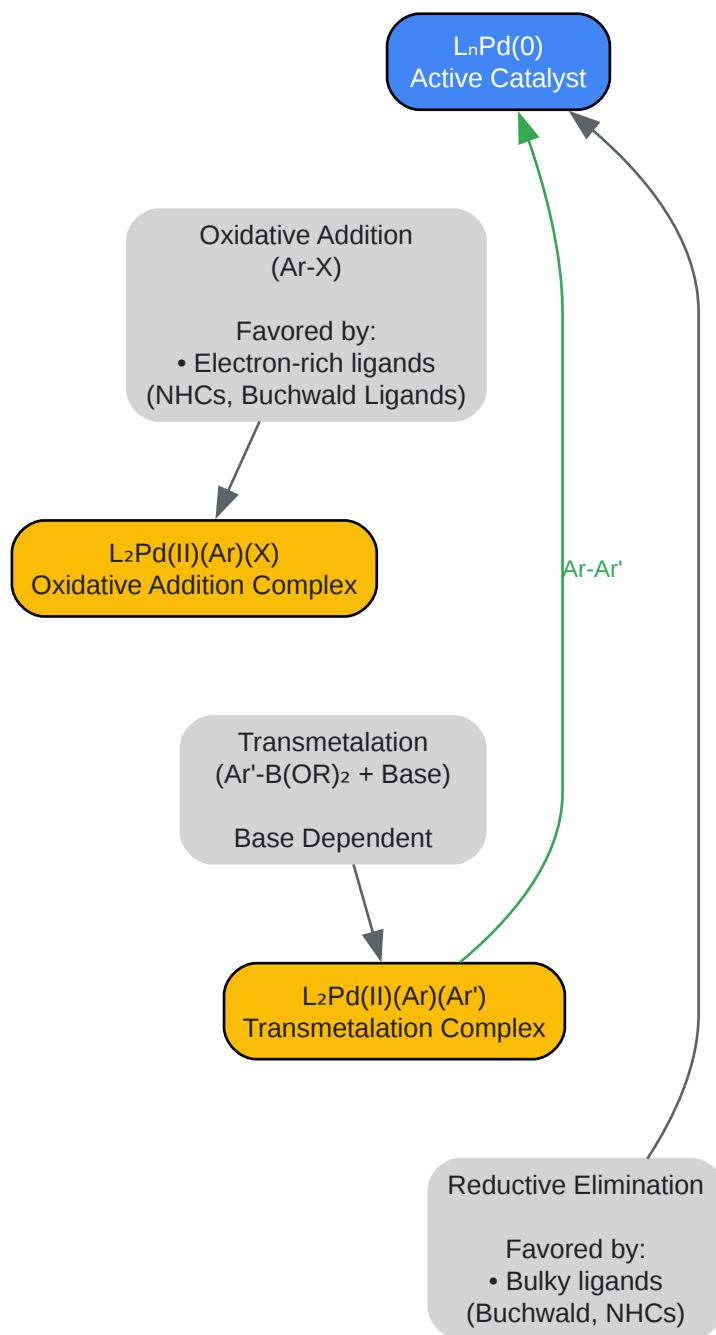 LₙPd(0)
Active Catalyst
Oxidative Addition
(Ar-X)
Favored by:
• Electron-rich ligands
(NHCs, Buchwald Ligands)
L₂Pd(II)(Ar)(X)
Oxidative Addition Complex
Ar-Ar'
Transmetalation
(Ar'-B(OR)₂ + Base)
Base Dependent
L₂Pd(II)(Ar)(Ar')
Transmetalation Complex
Reductive Elimination
Favored by:
• Bulky ligands
(Buchwald, NHCs)